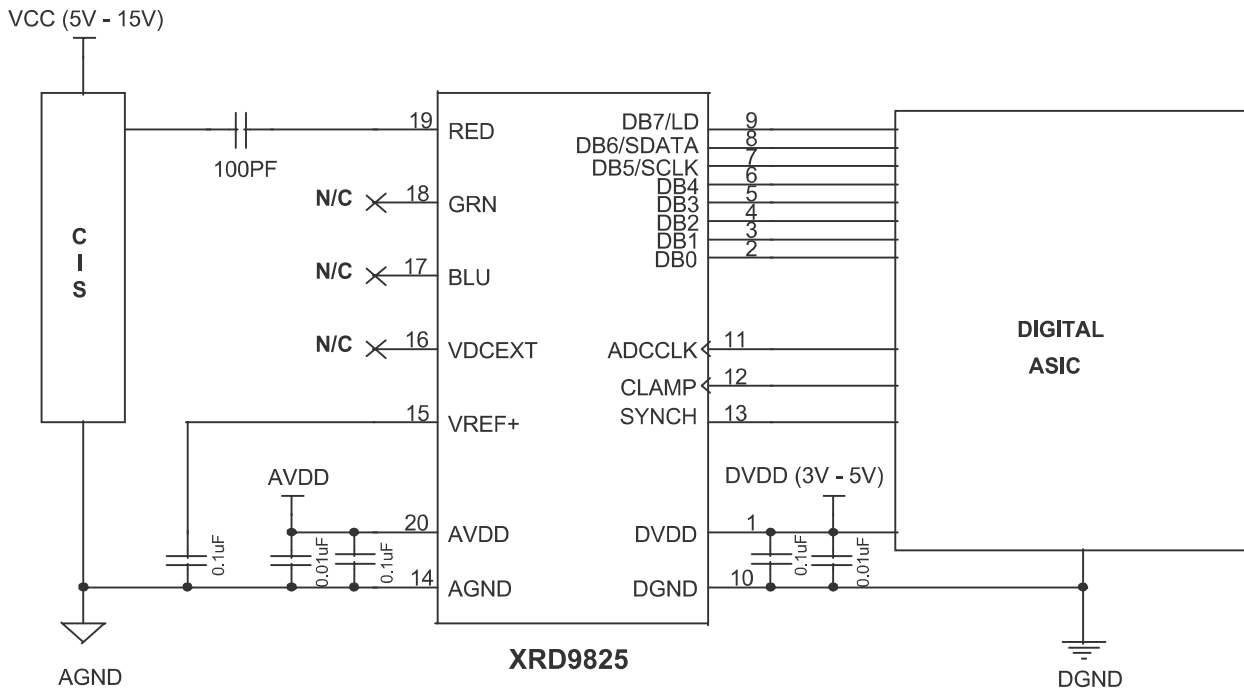 VCC (5V - 15V)
C
I
S
100PF
19 RED
N/C 18 GRN
N/C 17 BLU
N/C 16 VDCEXT
15 VREF+
AVDD
20 AVDD
0.1uF
0.01uF
0.1uF
14 AGND
AGND
DB7/LD 9
DB6/SDATA 8
DB5/SCLK 7
DB4 6
DB3 5
DB2 4
DB1 3
DB0 2
ADCCLK 11
CLAMP 12
SYNCH 13
DVDD (3V - 5V)
DVDD 1
0.1uF
0.01uF
DGND 10
XRD9825
DIGITAL
ASIC
DGND